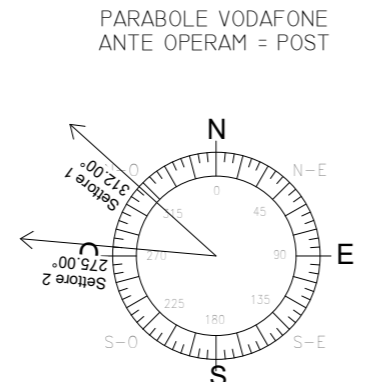 PARABOLE VODAFONE
ANTE OPERAM = POST
N
N-E
Settore 1
312.00°
0
315
45
O
Settore 2
275.00°
270
90
E
225
135
180
S-O
S-E
S